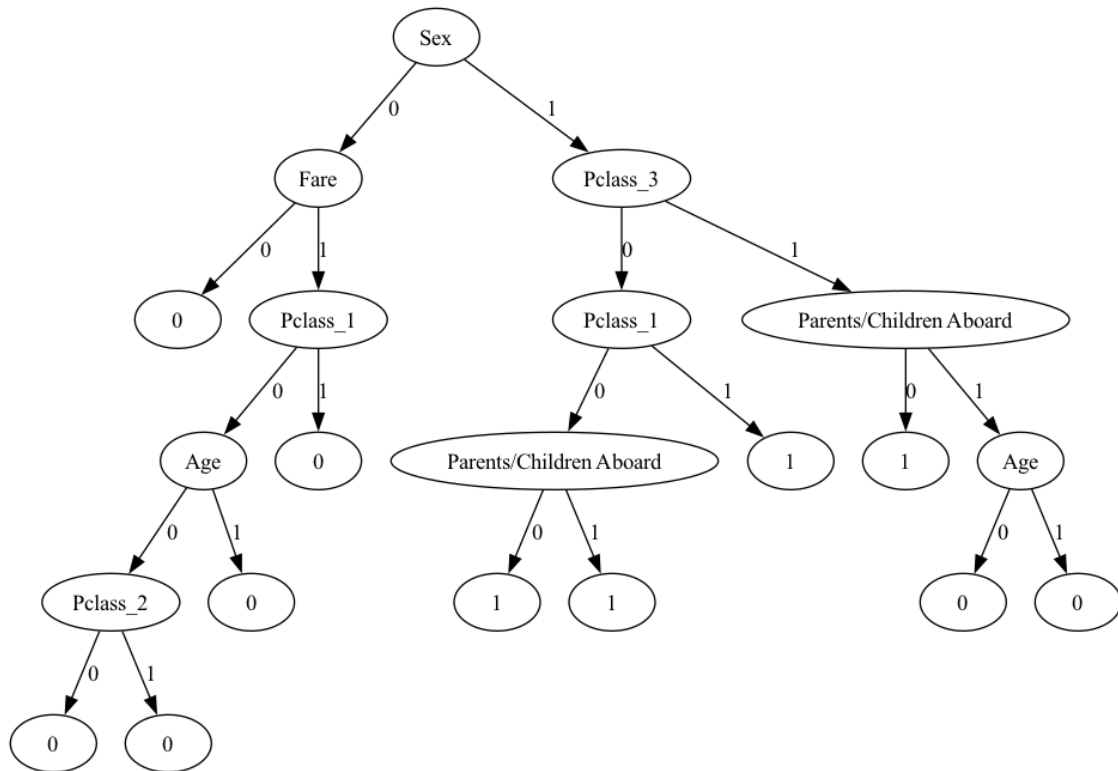 Sex
0 1
Fare Pclass_3
0 1 0 1
0 Pclass_1 Pclass_1 Parents/Children Aboard
0 1 0 1 0 1
Age 0 Parents/Children Aboard 1 1 Age
0 1 0 1 0 1
Pclass_2 0 1 1 0 0
0 1
0 0